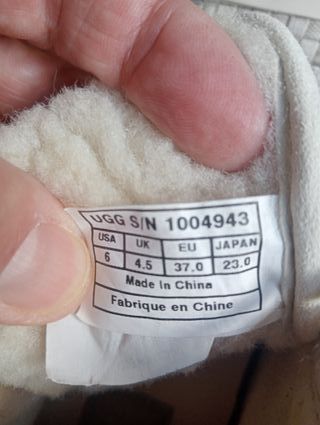 UGG S/N 1004943
USA UK EU JAPAN
6 4.5 37.0 23.0
Made In China
Fabrique en Chine